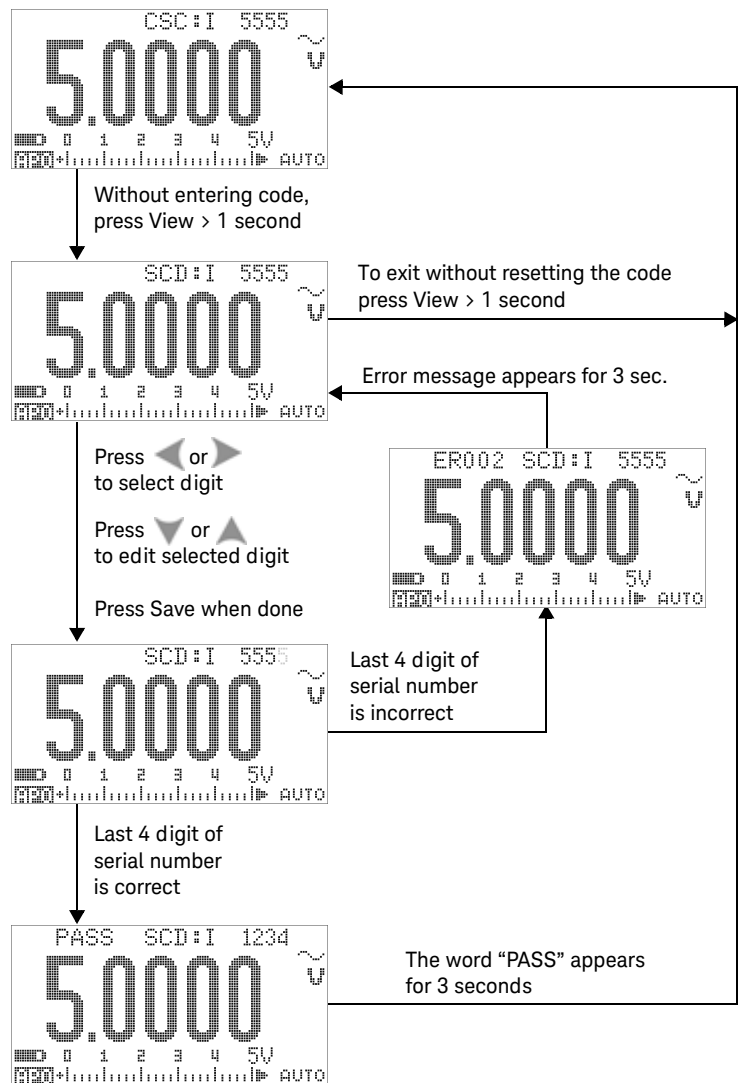 CSC:I 5555
5.0000
V
0 1 2 3 4 5V
APO AUTO
Without entering code,
press View > 1 second
SCD:I 5555
5.0000
V
0 1 2 3 4 5V
APO AUTO
To exit without resetting the code
press View > 1 second
Error message appears for 3 sec.
Press or
to select digit
Press or
to edit selected digit
Press Save when done
ER002 SCD:I 5555
5.0000
V
0 1 2 3 4 5V
APO AUTO
SCD:I 5555
5.0000
V
0 1 2 3 4 5V
APO AUTO
Last 4 digit of
serial number
is incorrect
Last 4 digit of
serial number
is correct
PASS SCD:I 1234
5.0000
V
0 1 2 3 4 5V
APO AUTO
The word “PASS” appears
for 3 seconds